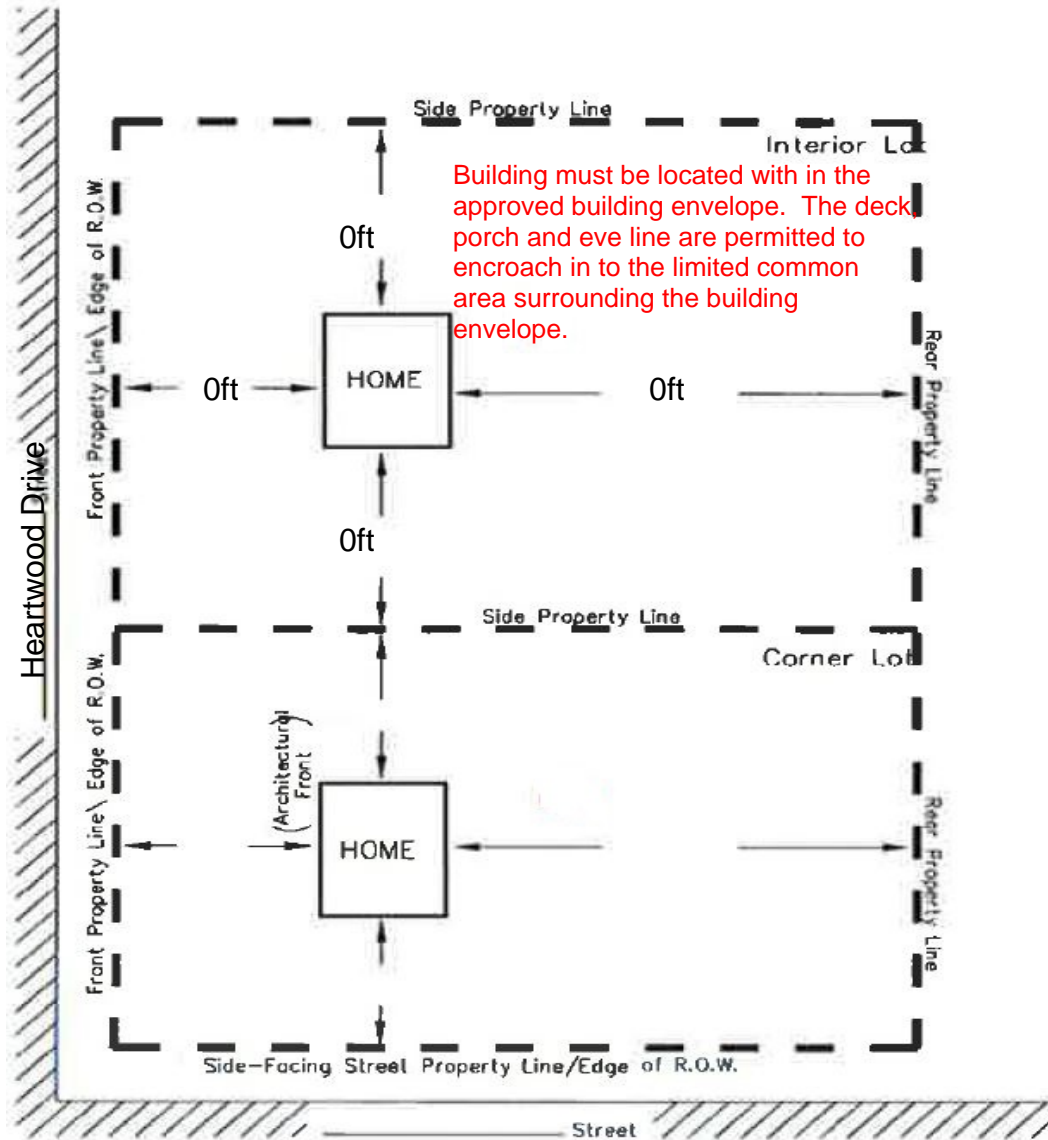 Side Property Line
Interior Lot
Building must be located with in the
approved building envelope.  The deck,
porch and eve line are permitted to
encroach in to the limited common
area surrounding the building
envelope.
Front Property Line\ Edge of R.O.W.
0ft
0ft
HOME
0ft
Rear Property Line
Heartwood Drive
0ft
Side Property Line
Corner Lot
Front Property Line\ Edge of R.O.W.
(Architectural
Front)
HOME
Rear Property Line
Side-Facing Street Property Line/Edge of R.O.W.
Street